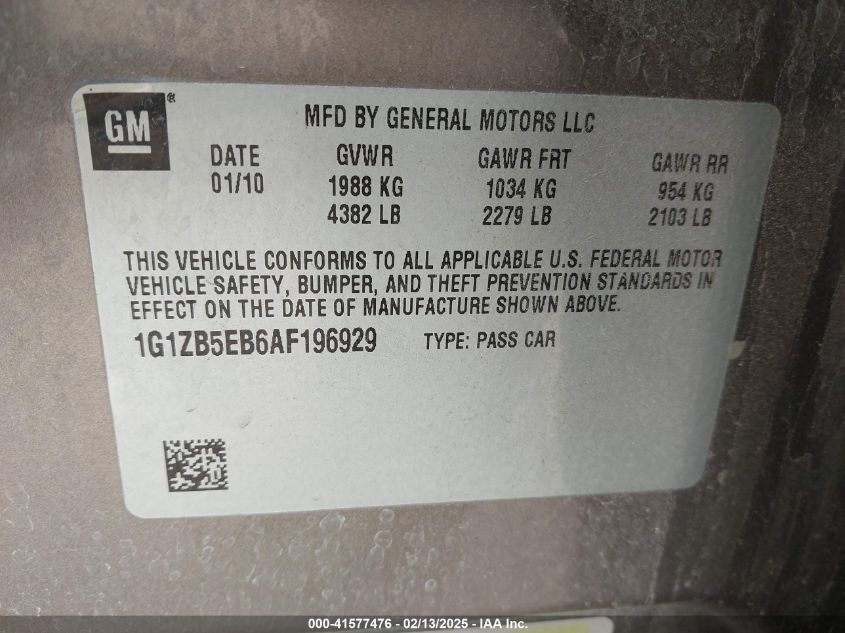 GM®
MFD BY GENERAL MOTORS LLC
DATE GVWR GAWR FRT GAWR RR
01/10 1988 KG 1034 KG 954 KG
4382 LB 2279 LB 2103 LB
THIS VEHICLE CONFORMS TO ALL APPLICABLE U.S. FEDERAL MOTOR
VEHICLE SAFETY, BUMPER, AND THEFT PREVENTION STANDARDS IN
EFFECT ON THE DATE OF MANUFACTURE SHOWN ABOVE.
1G1ZB5EB6AF196929 TYPE: PASS CAR
000-41577476 - 02/13/2025 - IAA Inc.